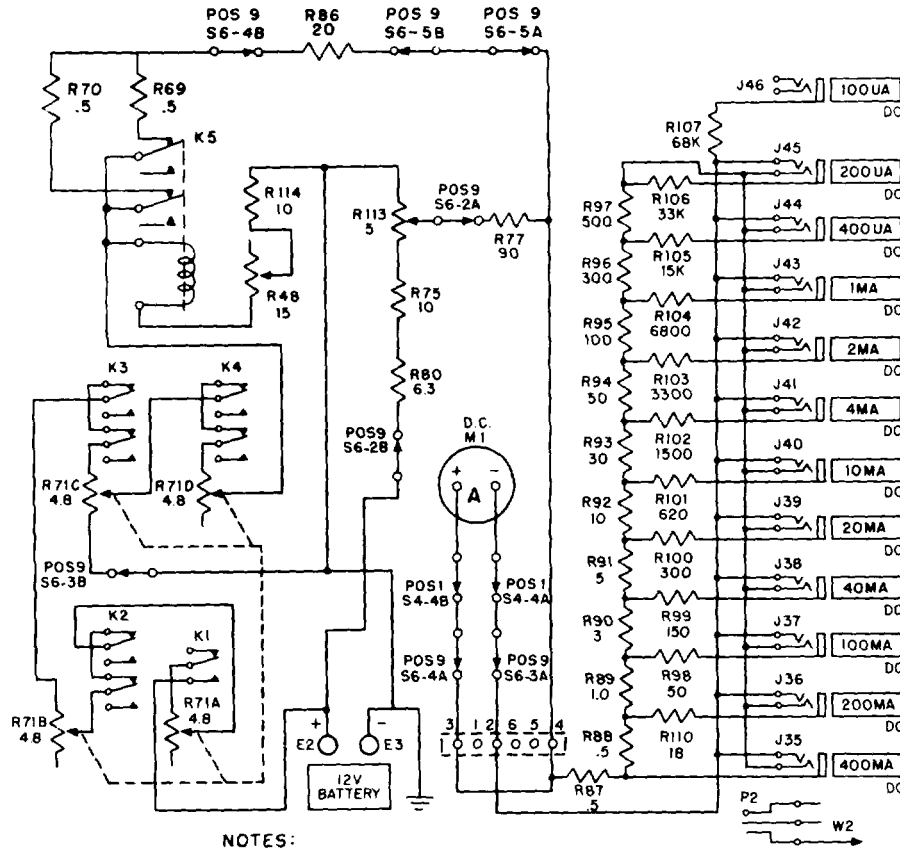 POS 9
S6-4B
R86
20
POS 9
S6-5B
POS 9
S6-5A
R70
.5
R69
.5
K5
R114
10
R48
15
R113
5
POS9
S6-2A
R77
90
R75
10
R80
6.3
POS9
S6-2B
K3
K4
R71C
4.8
R71D
4.8
POS9
S6-3B
K2
K1
R71B
4.8
R71A
4.8
D.C.
M1
+
-
A
POS1
S4-4B
POS1
S4-4A
POS9
S6-4A
POS9
S6-3A
3 1 2 6 5 4
+
-
E2
E3
12V
BATTERY
R87
.5
J46
100UA
DC
R107
68K
J45
200UA
DC
R97
500
R106
33K
J44
400UA
DC
R96
300
R105
15K
J43
1MA
DC
R95
100
R104
6800
J42
2MA
DC
R94
50
R103
3300
J41
4MA
DC
R93
30
R102
1500
J40
10MA
DC
R92
10
R101
620
J39
20MA
DC
R91
5
R100
300
J38
40MA
DC
R90
3
R99
150
J37
100MA
DC
R89
1.0
R98
50
J36
200MA
DC
R88
.5
R110
18
J35
400MA
DC
P2
W2
NOTES: